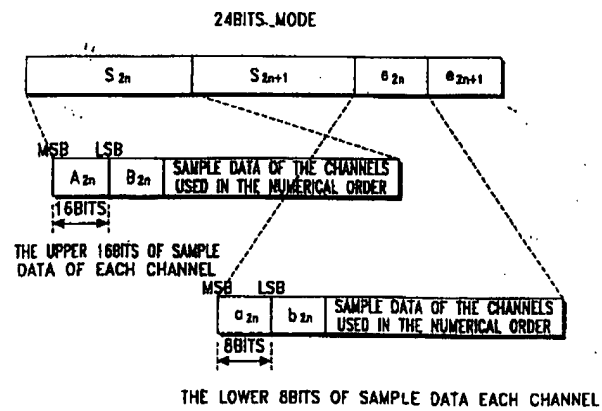 24BITS_MODE
S2n S2n+1 e2n e2n+1
MSB LSB
A2n B2n SAMPLE DATA OF THE CHANNELS
USED IN THE NUMERICAL ORDER
16BITS
THE UPPER 16BITS OF SAMPLE
DATA OF EACH CHANNEL
MSB LSB
a2n b2n SAMPLE DATA OF THE CHANNELS
USED IN THE NUMERICAL ORDER
8BITS
THE LOWER 8BITS OF SAMPLE DATA EACH CHANNEL